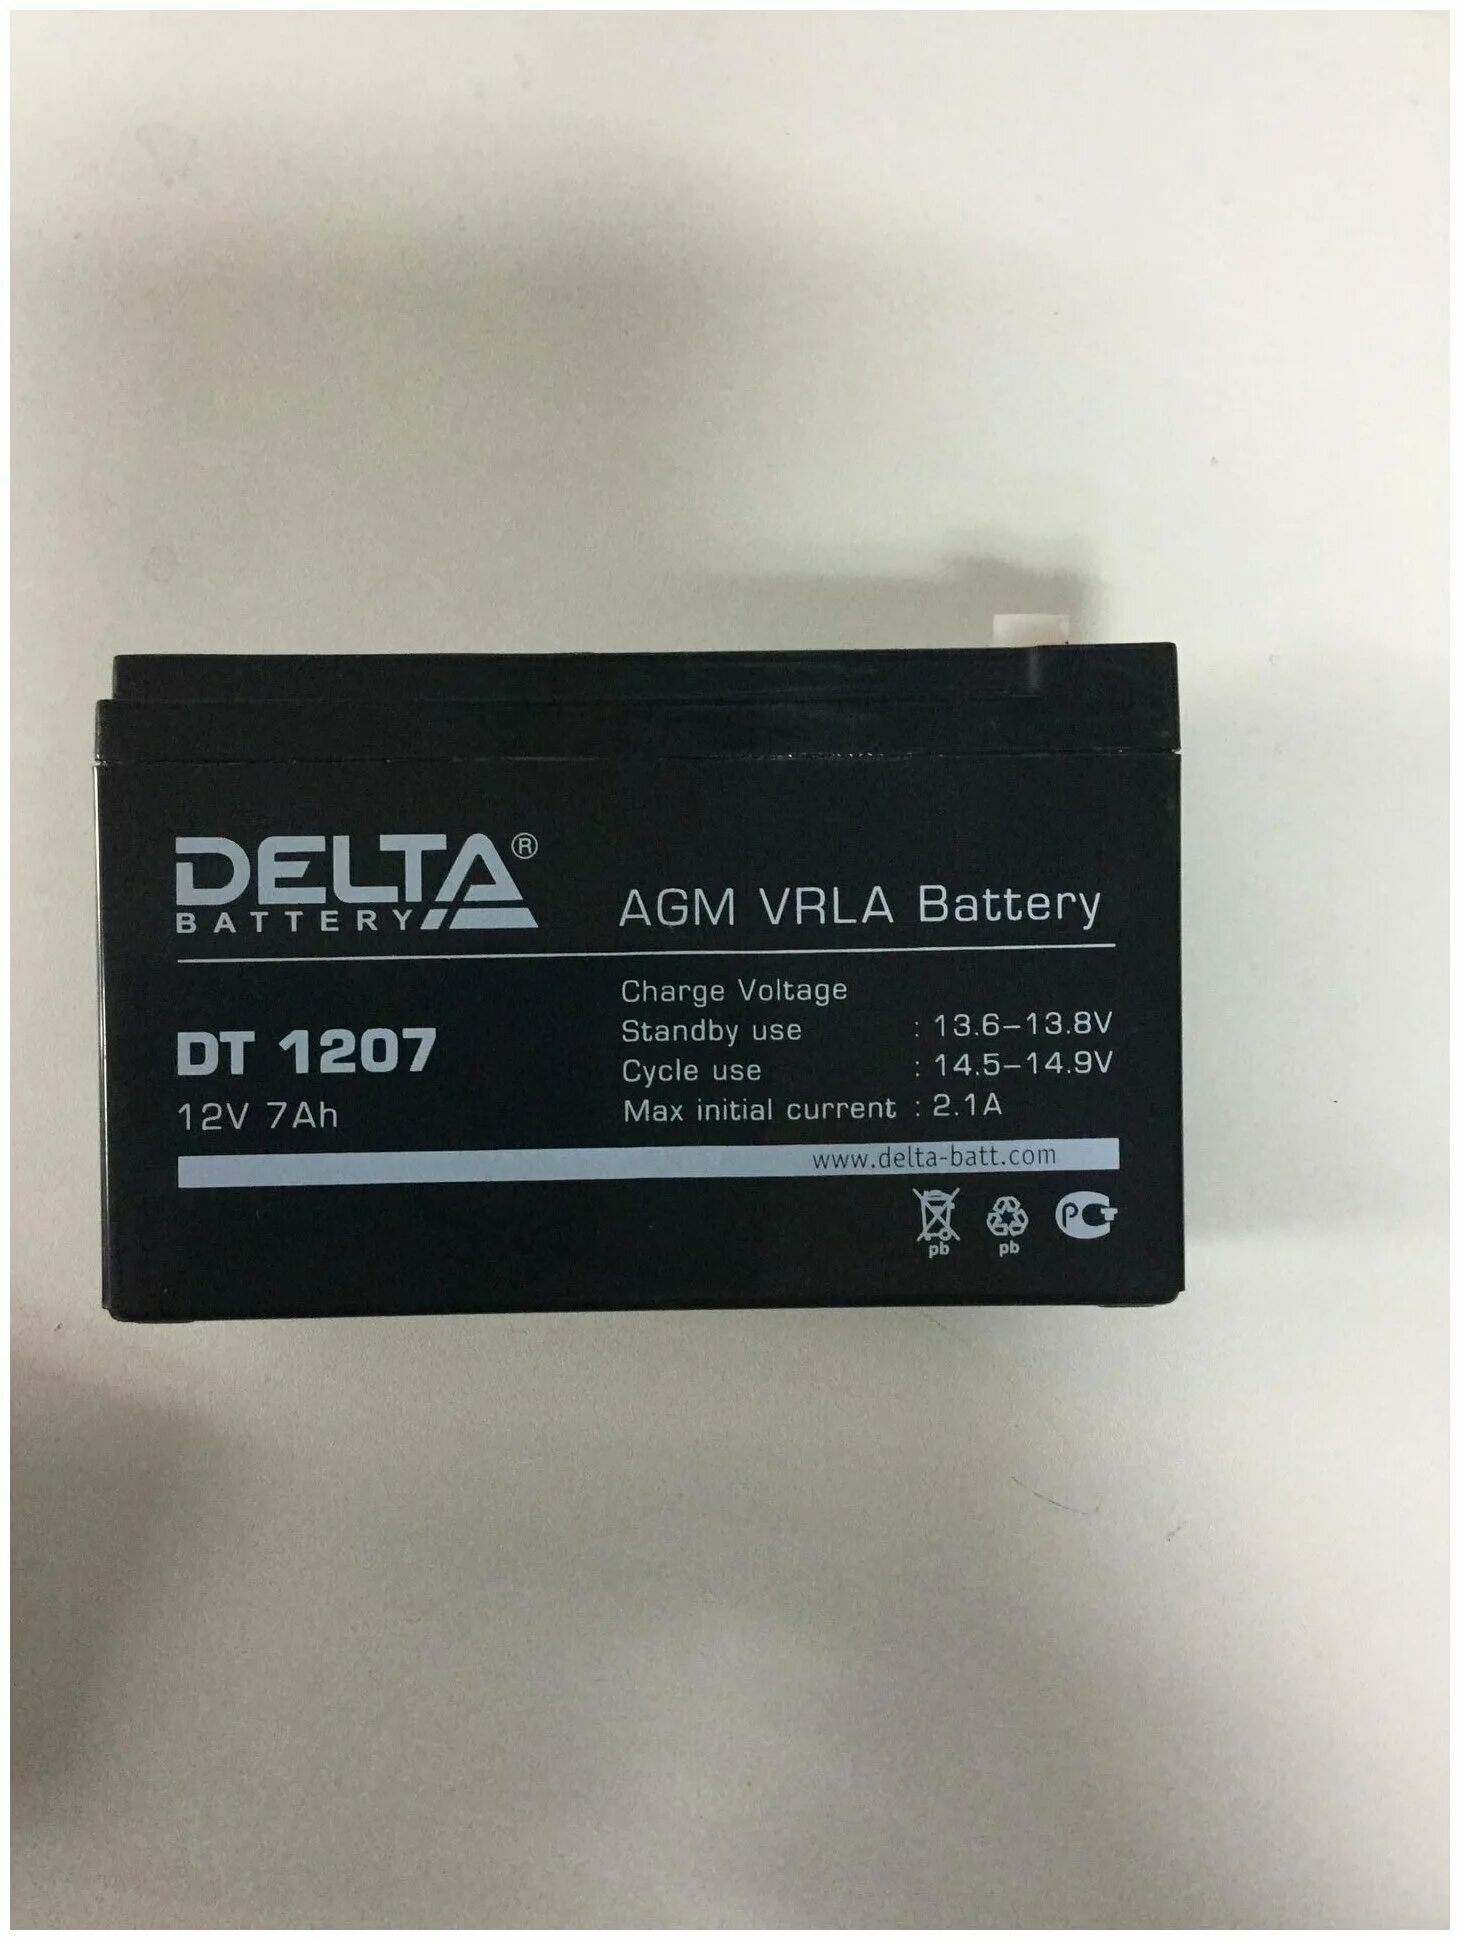 DELTA®
BATTERY
AGM VRLA Battery
DT 1207
12V 7Ah
Charge Voltage
Standby use : 13.6–13.8V
Cycle use : 14.5–14.9V
Max initial current : 2.1A
www.delta-batt.com
pb
pb
РСТ